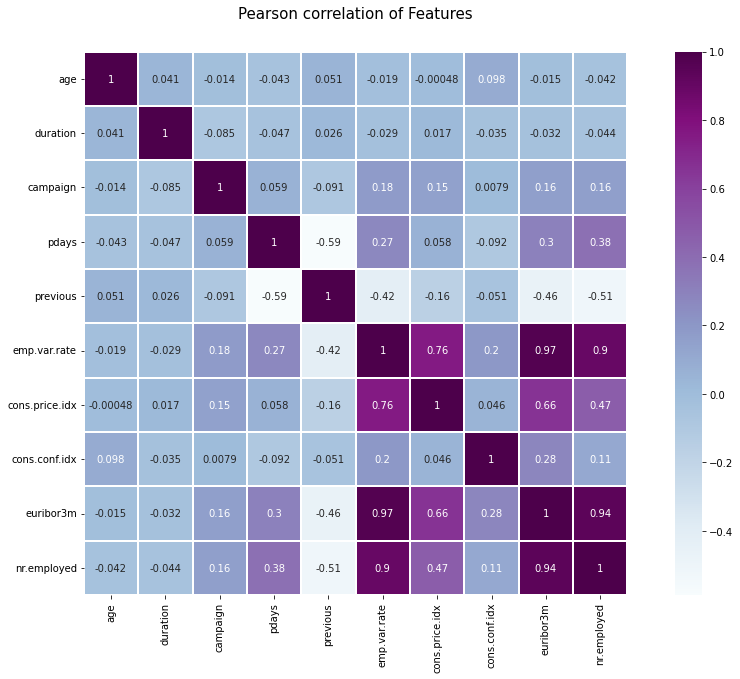 Pearson correlation of Features
age 1 0.041 -0.014 -0.043 0.051 -0.019 -0.00048 0.098 -0.015 -0.042
duration 0.041 1 -0.085 -0.047 0.026 -0.029 0.017 -0.035 -0.032 -0.044
campaign -0.014 -0.085 1 0.059 -0.091 0.18 0.15 0.0079 0.16 0.16
pdays -0.043 -0.047 0.059 1 -0.59 0.27 0.058 -0.092 0.3 0.38
previous 0.051 0.026 -0.091 -0.59 1 -0.42 -0.16 -0.051 -0.46 -0.51
emp.var.rate -0.019 -0.029 0.18 0.27 -0.42 1 0.76 0.2 0.97 0.9
cons.price.idx -0.00048 0.017 0.15 0.058 -0.16 0.76 1 0.046 0.66 0.47
cons.conf.idx 0.098 -0.035 0.0079 -0.092 -0.051 0.2 0.046 1 0.28 0.11
euribor3m -0.015 -0.032 0.16 0.3 -0.46 0.97 0.66 0.28 1 0.94
nr.employed -0.042 -0.044 0.16 0.38 -0.51 0.9 0.47 0.11 0.94 1
age duration campaign pdays previous emp.var.rate cons.price.idx cons.conf.idx euribor3m nr.employed
1.0
0.8
0.6
0.4
0.2
0.0
−0.2
−0.4